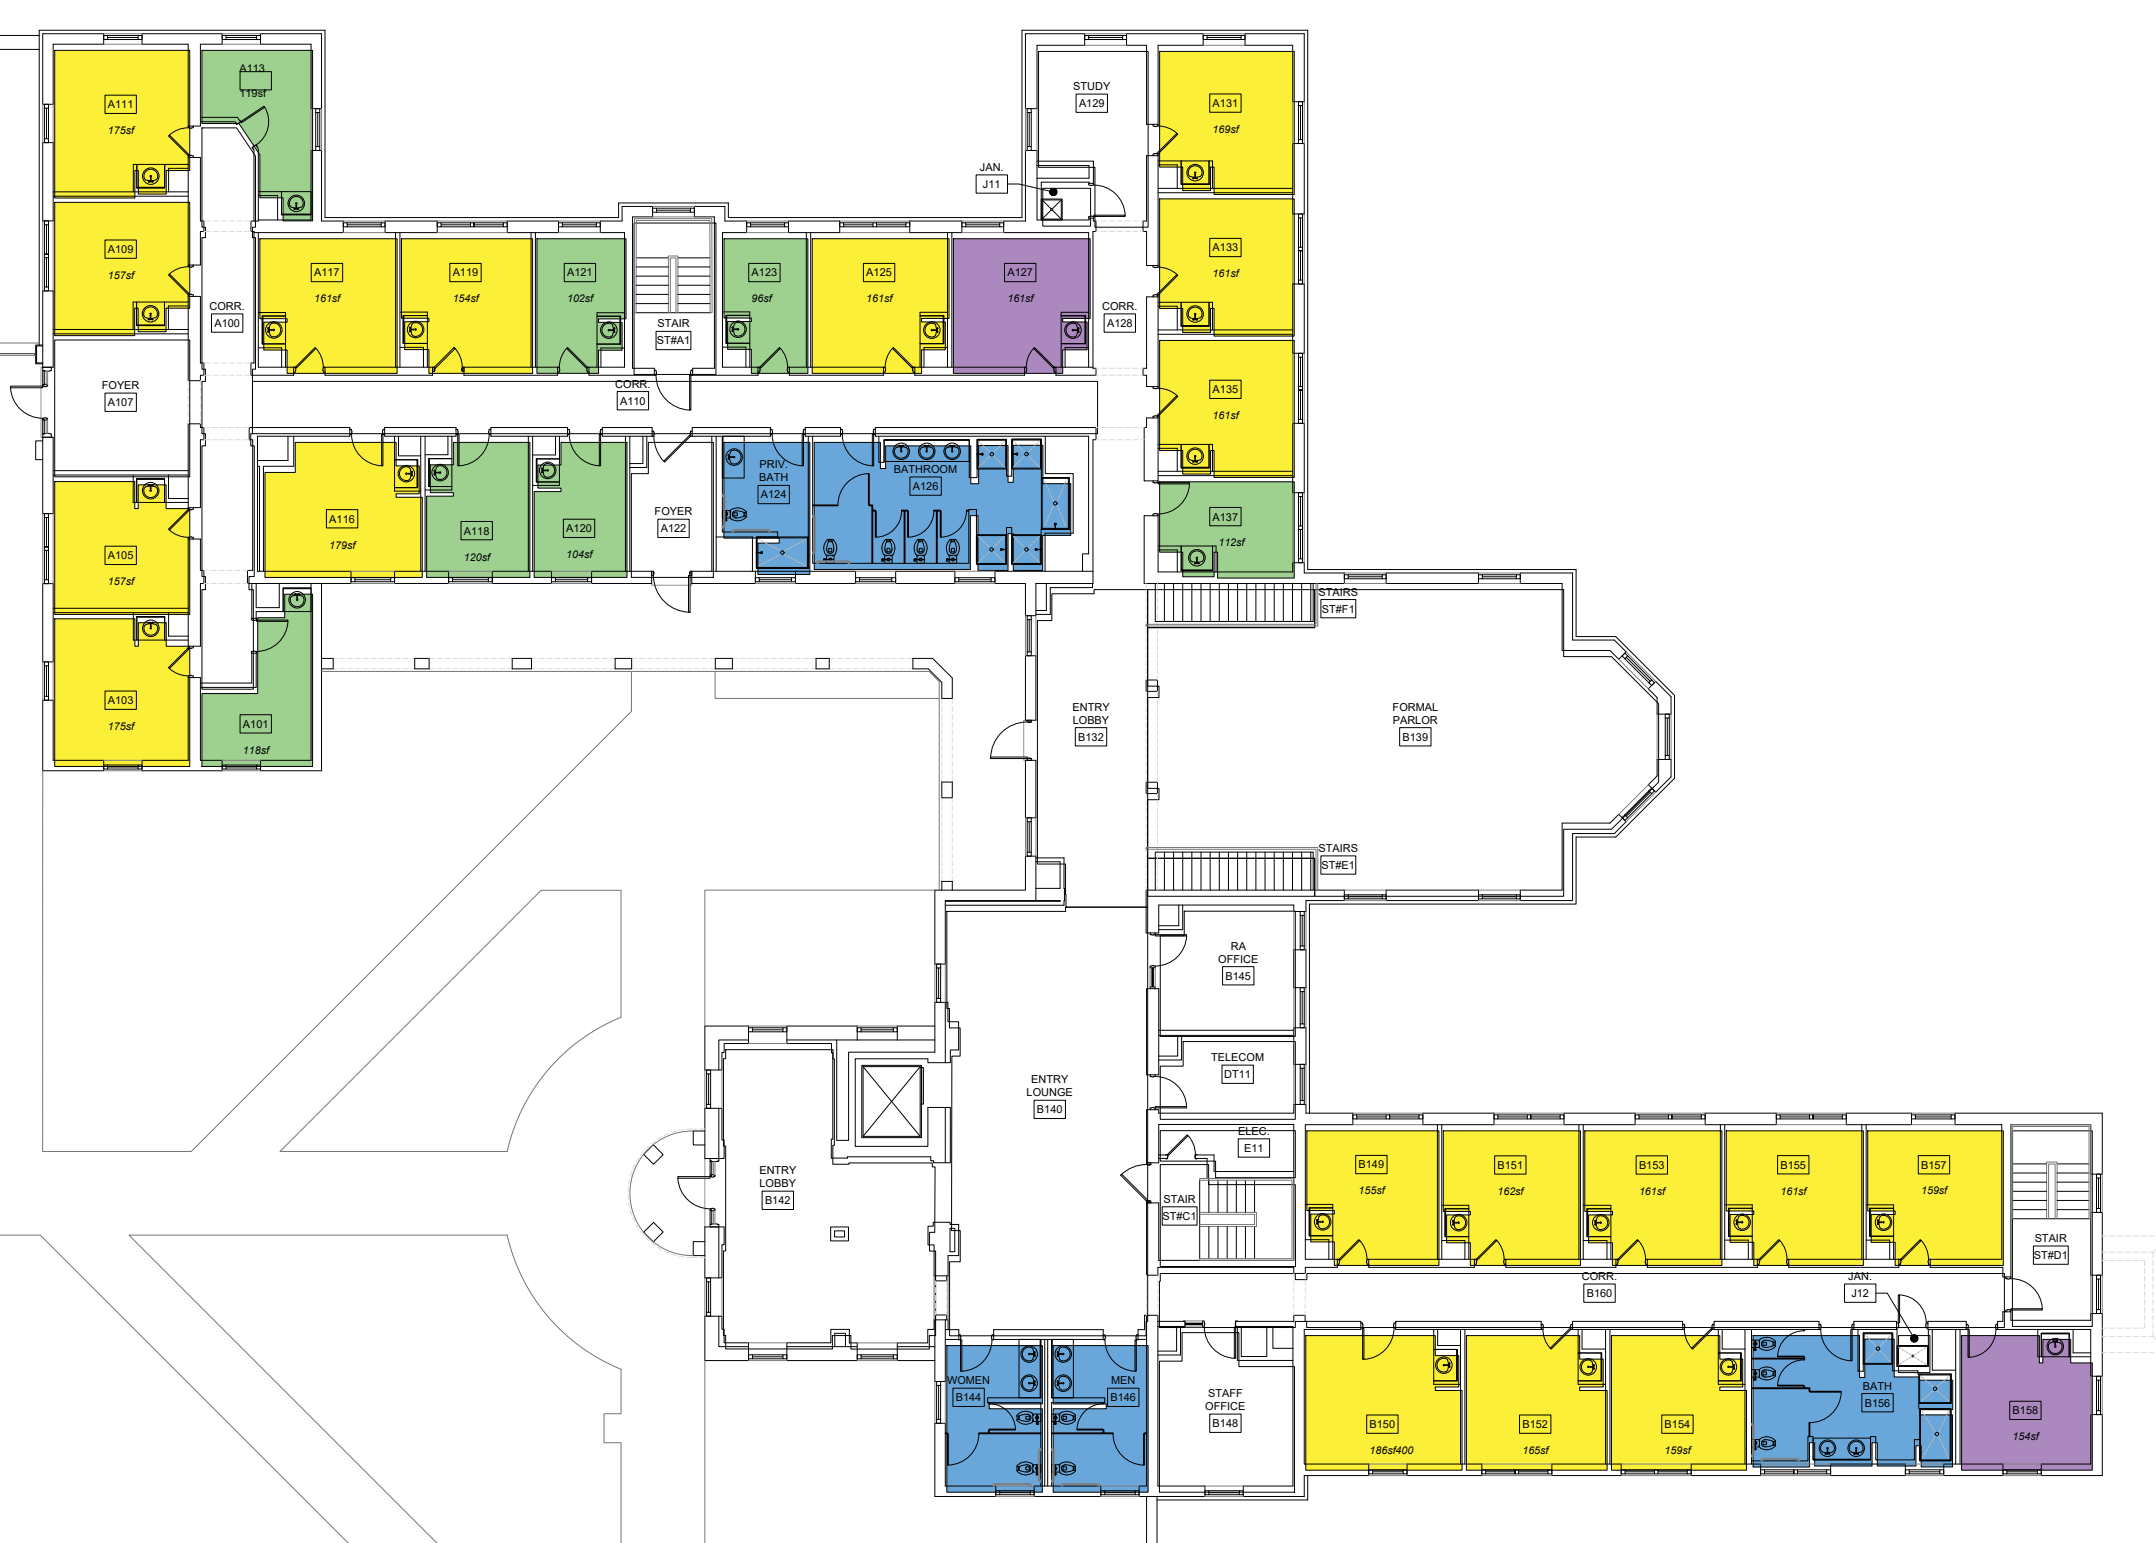 A111
175sf
A113
119sf
STUDY
A129
A131
169sf
JAN.
J11
A109
157sf
CORR.
A100
A117
161sf
A119
154sf
A121
102sf
STAIR
ST#A1
A123
96sf
A125
161sf
A127
161sf
CORR.
A128
A133
161sf
FOYER
A107
CORR.
A110
A135
161sf
A105
157sf
A116
179sf
A118
120sf
A120
104sf
FOYER
A122
PRIV.
BATH
A124
BATHROOM
A126
A137
112sf
A103
175sf
A101
118sf
STAIRS
ST#F1
ENTRY
LOBBY
B132
FORMAL
PARLOR
B139
STAIRS
ST#E1
RA
OFFICE
B145
TELECOM
DT11
ENTRY
LOUNGE
B140
ELEC.
E11
ENTRY
LOBBY
B142
STAIR
ST#C1
B149
155sf
B151
162sf
B153
161sf
B155
161sf
B157
159sf
STAIR
ST#D1
CORR.
B160
JAN.
J12
WOMEN
B144
MEN
B146
STAFF
OFFICE
B148
B150
186sf400
B152
165sf
B154
159sf
BATH
B156
B158
154sf